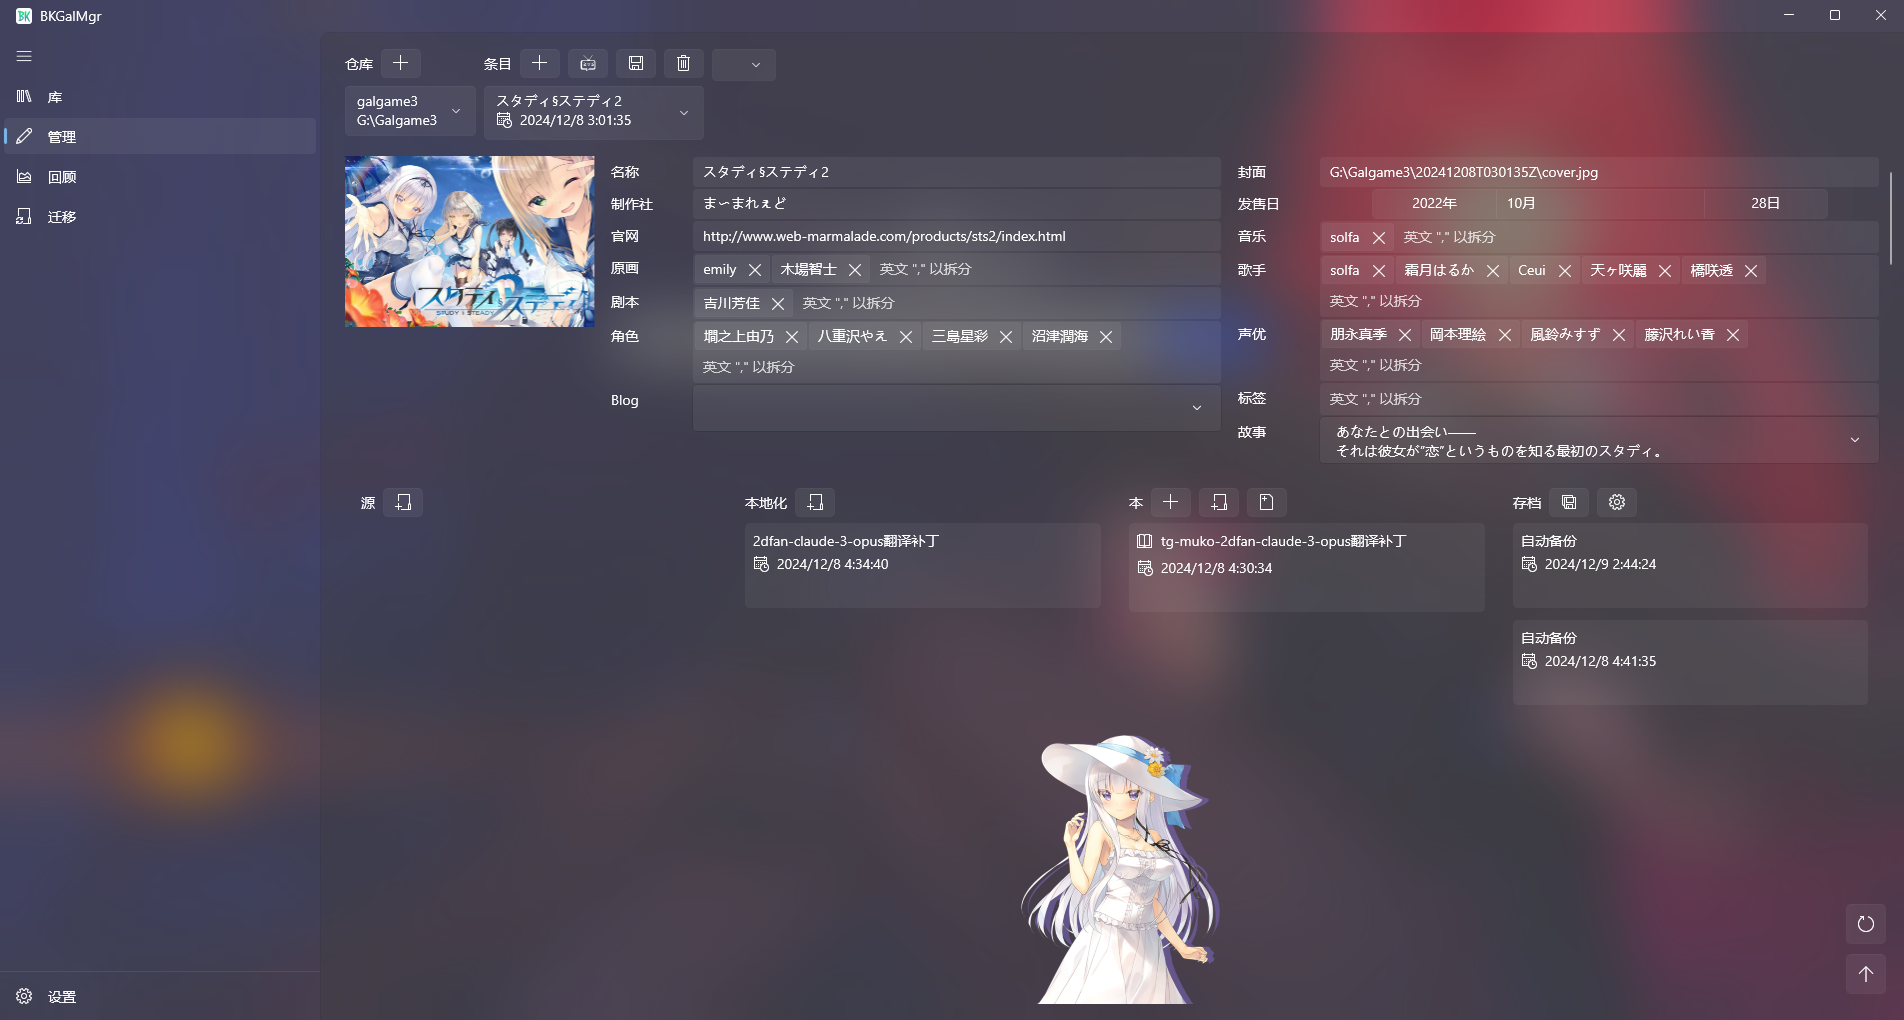 BKGalMgr
库
管理
回顾
迁移
设置
仓库
条目
galgame3
G:\Galgame3
スタディ§ステディ2
2024/12/8 3:01:35
スタディ§ステディ2
STUDY § STEADY
名称
スタディ§ステディ2
制作社
ま～まれぇど
官网
http://www.web-marmalade.com/products/sts2/index.html
原画
emily
木場智士
英文 "," 以拆分
剧本
吉川芳佳
英文 "," 以拆分
角色
墹之上由乃
八重沢やえ
三島星彩
沼津潤海
英文 "," 以拆分
Blog
封面
G:\Galgame3\20241208T030135Z\cover.jpg
发售日
2022年
10月
28日
音乐
solfa
英文 "," 以拆分
歌手
solfa
霜月はるか
Ceui
天ヶ咲麗
橋咲透
英文 "," 以拆分
声优
朋永真季
岡本理絵
風鈴みすず
藤沢れい香
英文 "," 以拆分
标签
英文 "," 以拆分
故事
あなたとの出会い――
それは彼女が”恋”というものを知る最初のスタディ。
源
本地化
2dfan-claude-3-opus翻译补丁
2024/12/8 4:34:40
本
tg-muko-2dfan-claude-3-opus翻译补丁
2024/12/8 4:30:34
存档
自动备份
2024/12/9 2:44:24
自动备份
2024/12/8 4:41:35